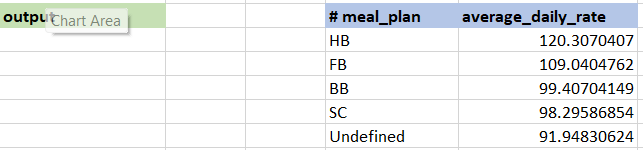 output Chart Area # meal_plan average_daily_rate
HB 120.3070407
FB 109.0404762
BB 99.40704149
SC 98.29586854
Undefined 91.94830624